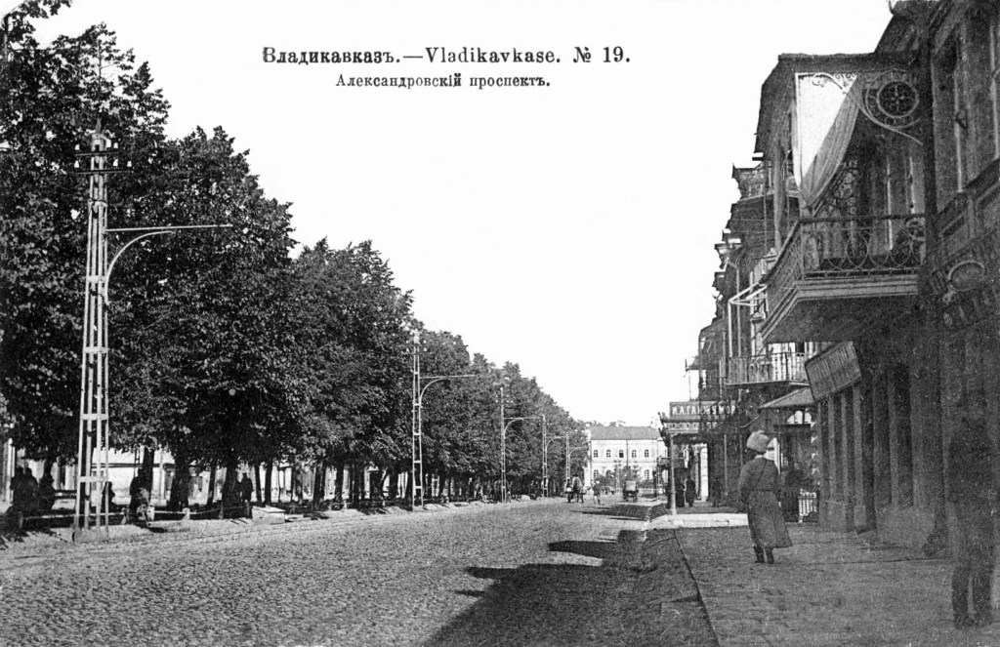 Владикавказъ.—Vladikavkase. № 19.
Александровскій проспектъ.